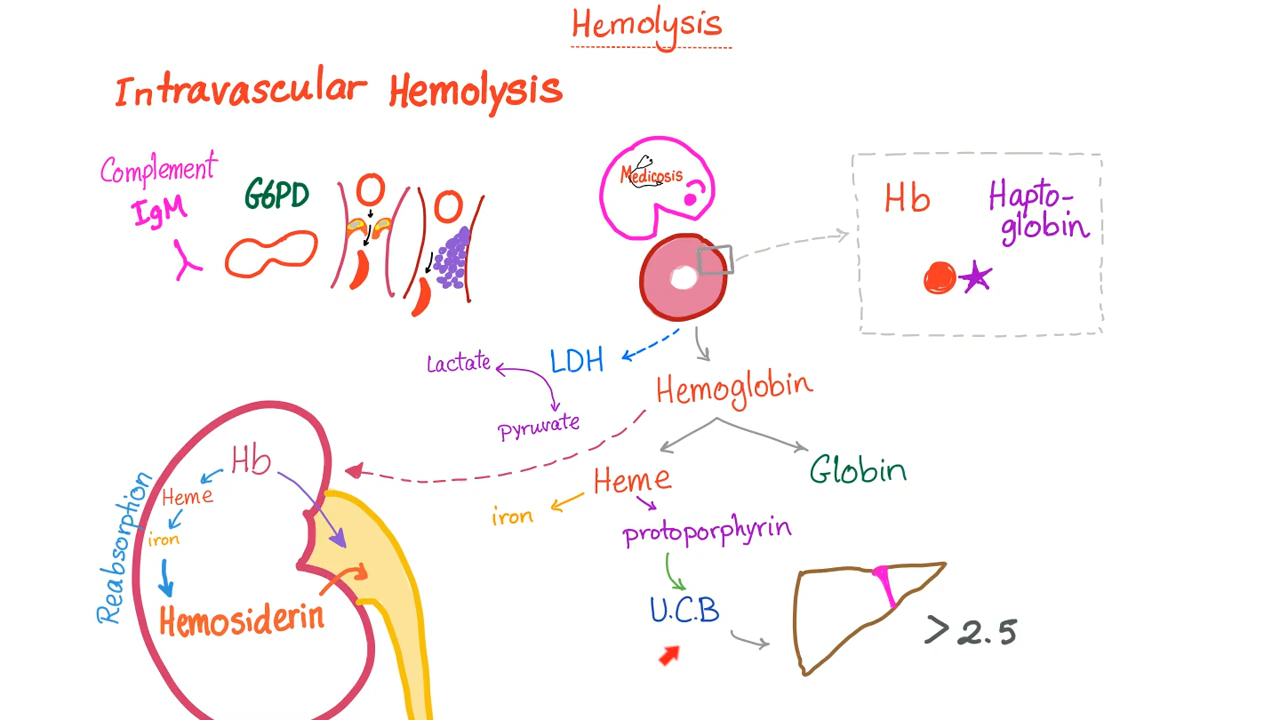 Hemolysis
Intravascular Hemolysis
Complement
IgM
G6PD
Medicosis
Hb
Hapto-
globin
Lactate
LDH
Pyruvate
Hemoglobin
Heme
Globin
iron
protoporphyrin
U.C.B
> 2.5
Hb
Heme
iron
Reabsorption
Hemosiderin